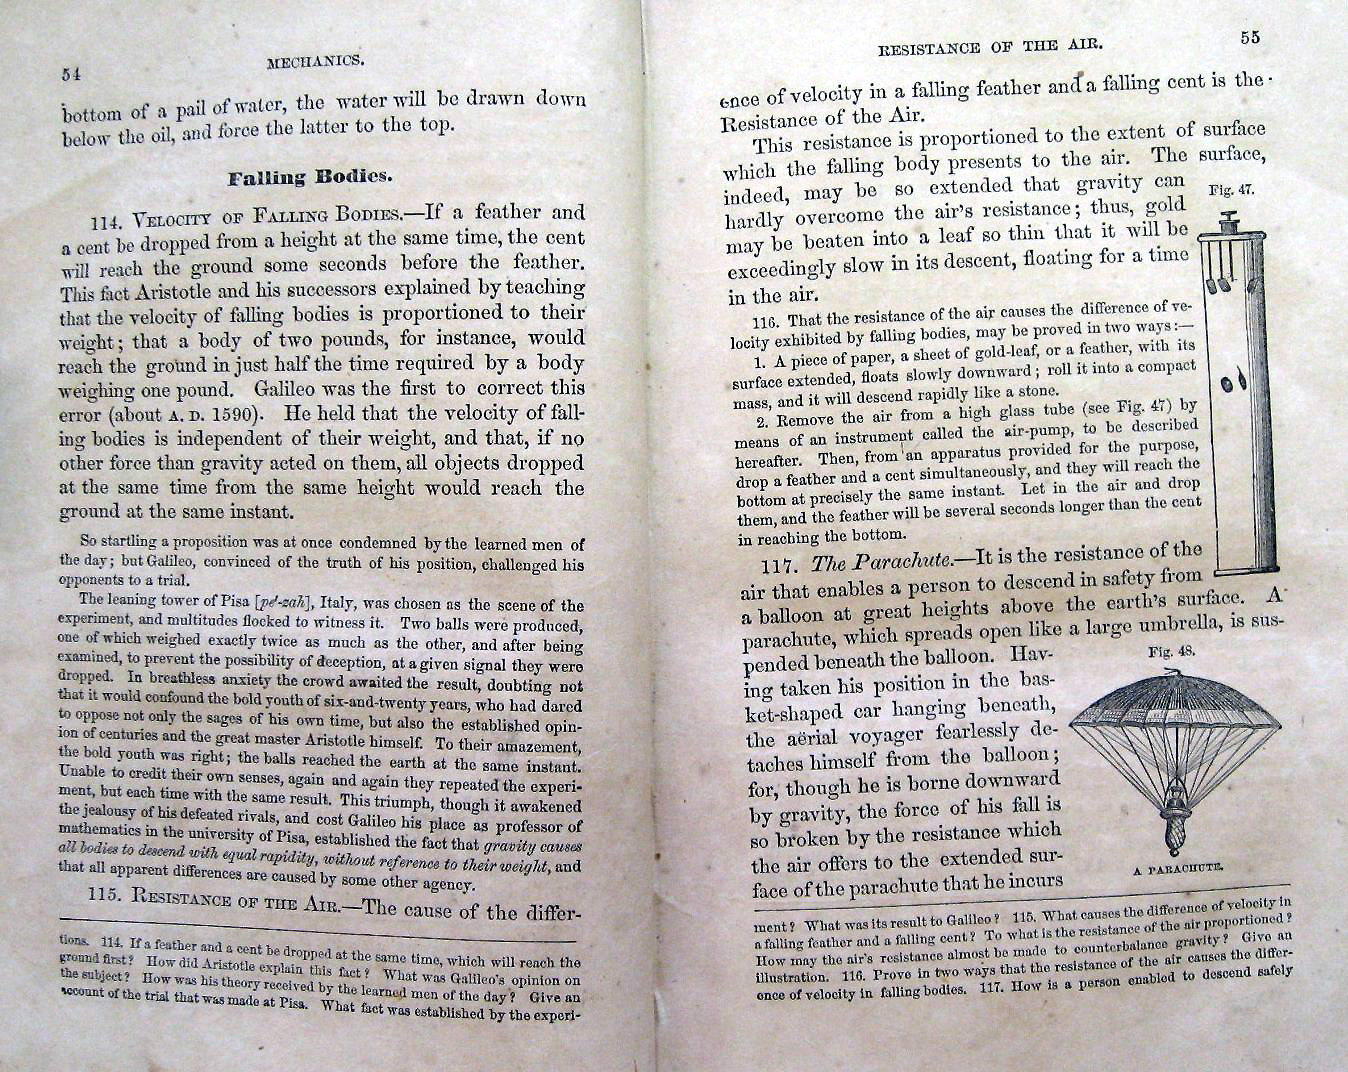 54
MECHANICS.
bottom of a pail of water, the water will be drawn down
below the oil, and force the latter to the top.
Falling Bodies.
114. VELOCITY OF FALLING BODIES.—If a feather and
a cent be dropped from a height at the same time, the cent
will reach the ground some seconds before the feather.
This fact Aristotle and his successors explained by teaching
that the velocity of falling bodies is proportioned to their
weight; that a body of two pounds, for instance, would
reach the ground in just half the time required by a body
weighing one pound. Galileo was the first to correct this
error (about A. D. 1590). He held that the velocity of fall-
ing bodies is independent of their weight, and that, if no
other force than gravity acted on them, all objects dropped
at the same time from the same height would reach the
ground at the same instant.
So startling a proposition was at once condemned by the learned men of
the day; but Galileo, convinced of the truth of his position, challenged his
opponents to a trial.
The leaning tower of Pisa [pe'-zah], Italy, was chosen as the scene of the
experiment, and multitudes flocked to witness it. Two balls were produced,
one of which weighed exactly twice as much as the other, and after being
examined, to prevent the possibility of deception, at a given signal they were
dropped. In breathless anxiety the crowd awaited the result, doubting not
that it would confound the bold youth of six-and-twenty years, who had dared
to oppose not only the sages of his own time, but also the established opin-
ion of centuries and the great master Aristotle himself. To their amazement,
the bold youth was right; the balls reached the earth at the same instant.
Unable to credit their own senses, again and again they repeated the experi-
ment, but each time with the same result. This triumph, though it awakened
the jealousy of his defeated rivals, and cost Galileo his place as professor of
mathematics in the university of Pisa, established the fact that gravity causes
all bodies to descend with equal rapidity, without reference to their weight, and
that all apparent differences are caused by some other agency.
115. RESISTANCE OF THE AIR.—The cause of the differ-
tions. 114. If a feather and a cent be dropped at the same time, which will reach the
ground first? How did Aristotle explain this fact? What was Galileo's opinion on
the subject? How was his theory received by the learned men of the day? Give an
account of the trial that was made at Pisa. What fact was established by the experi-
RESISTANCE OF THE AIR.
55
ence of velocity in a falling feather and a falling cent is the
Resistance of the Air.
This resistance is proportioned to the extent of surface
which the falling body presents to the air. The surface,
indeed, may be so extended that gravity can
hardly overcome the air's resistance; thus, gold
may be beaten into a leaf so thin that it will be
exceedingly slow in its descent, floating for a time
in the air.
Fig. 47.
116. That the resistance of the air causes the difference of ve-
locity exhibited by falling bodies, may be proved in two ways:—
1. A piece of paper, a sheet of gold-leaf, or a feather, with its
surface extended, floats slowly downward; roll it into a compact
mass, and it will descend rapidly like a stone.
2. Remove the air from a high glass tube (see Fig. 47) by
means of an instrument called the air-pump, to be described
hereafter. Then, from an apparatus provided for the purpose,
drop a feather and a cent simultaneously, and they will reach the
bottom at precisely the same instant. Let in the air and drop
them, and the feather will be several seconds longer than the cent
in reaching the bottom.
117. The Parachute.—It is the resistance of the
air that enables a person to descend in safety from
a balloon at great heights above the earth's surface. A
parachute, which spreads open like a large umbrella, is sus-
pended beneath the balloon. Hav-
ing taken his position in the bas-
ket-shaped car hanging beneath,
the aërial voyager fearlessly de-
taches himself from the balloon;
for, though he is borne downward
by gravity, the force of his fall is
so broken by the resistance which
the air offers to the extended sur-
face of the parachute that he incurs
Fig. 48.
A PARACHUTE.
ment? What was its result to Galileo? 115. What causes the difference of velocity in
a falling feather and a falling cent? To what is the resistance of the air proportioned?
How may the air's resistance almost be made to counterbalance gravity? Give an
illustration. 116. Prove in two ways that the resistance of the air causes the differ-
ence of velocity in falling bodies. 117. How is a person enabled to descend safely